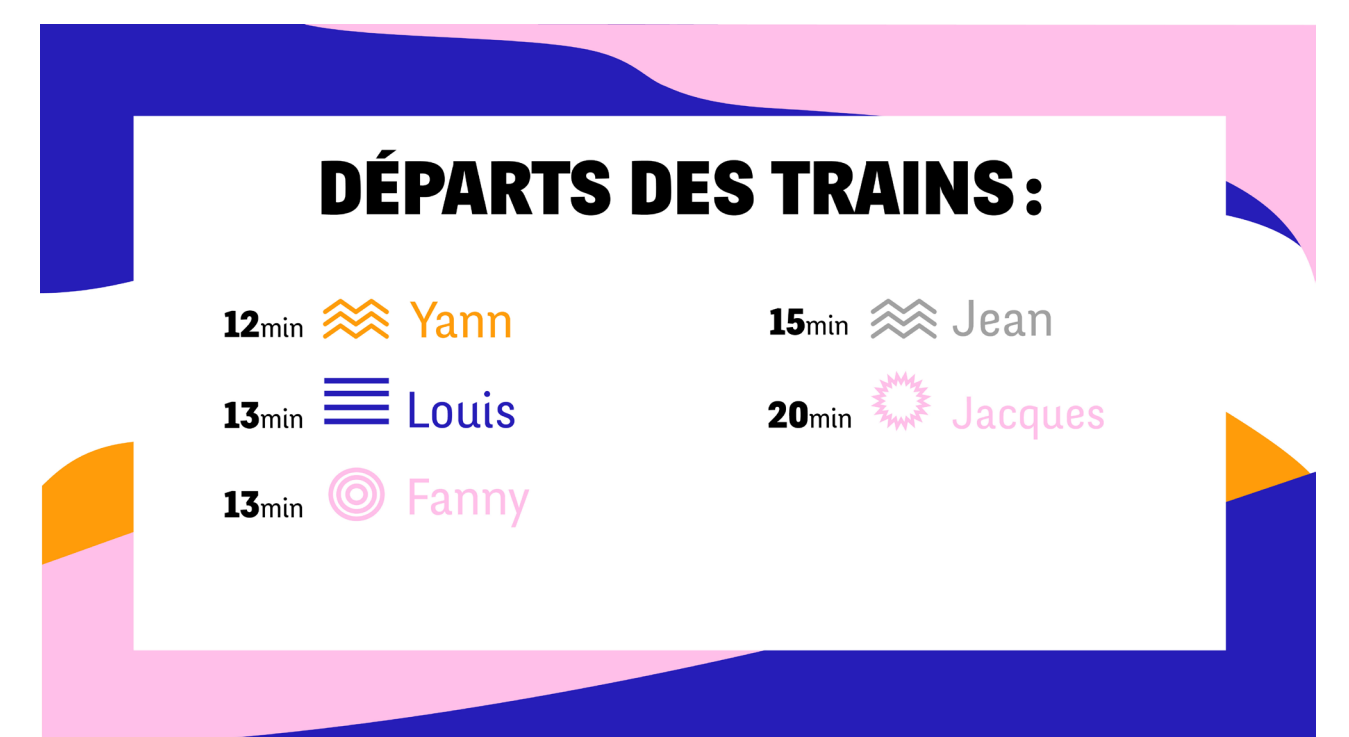 DÉPARTS DES TRAINS :
12min Yann
13min Louis
13min Fanny
15min Jean
20min Jacques